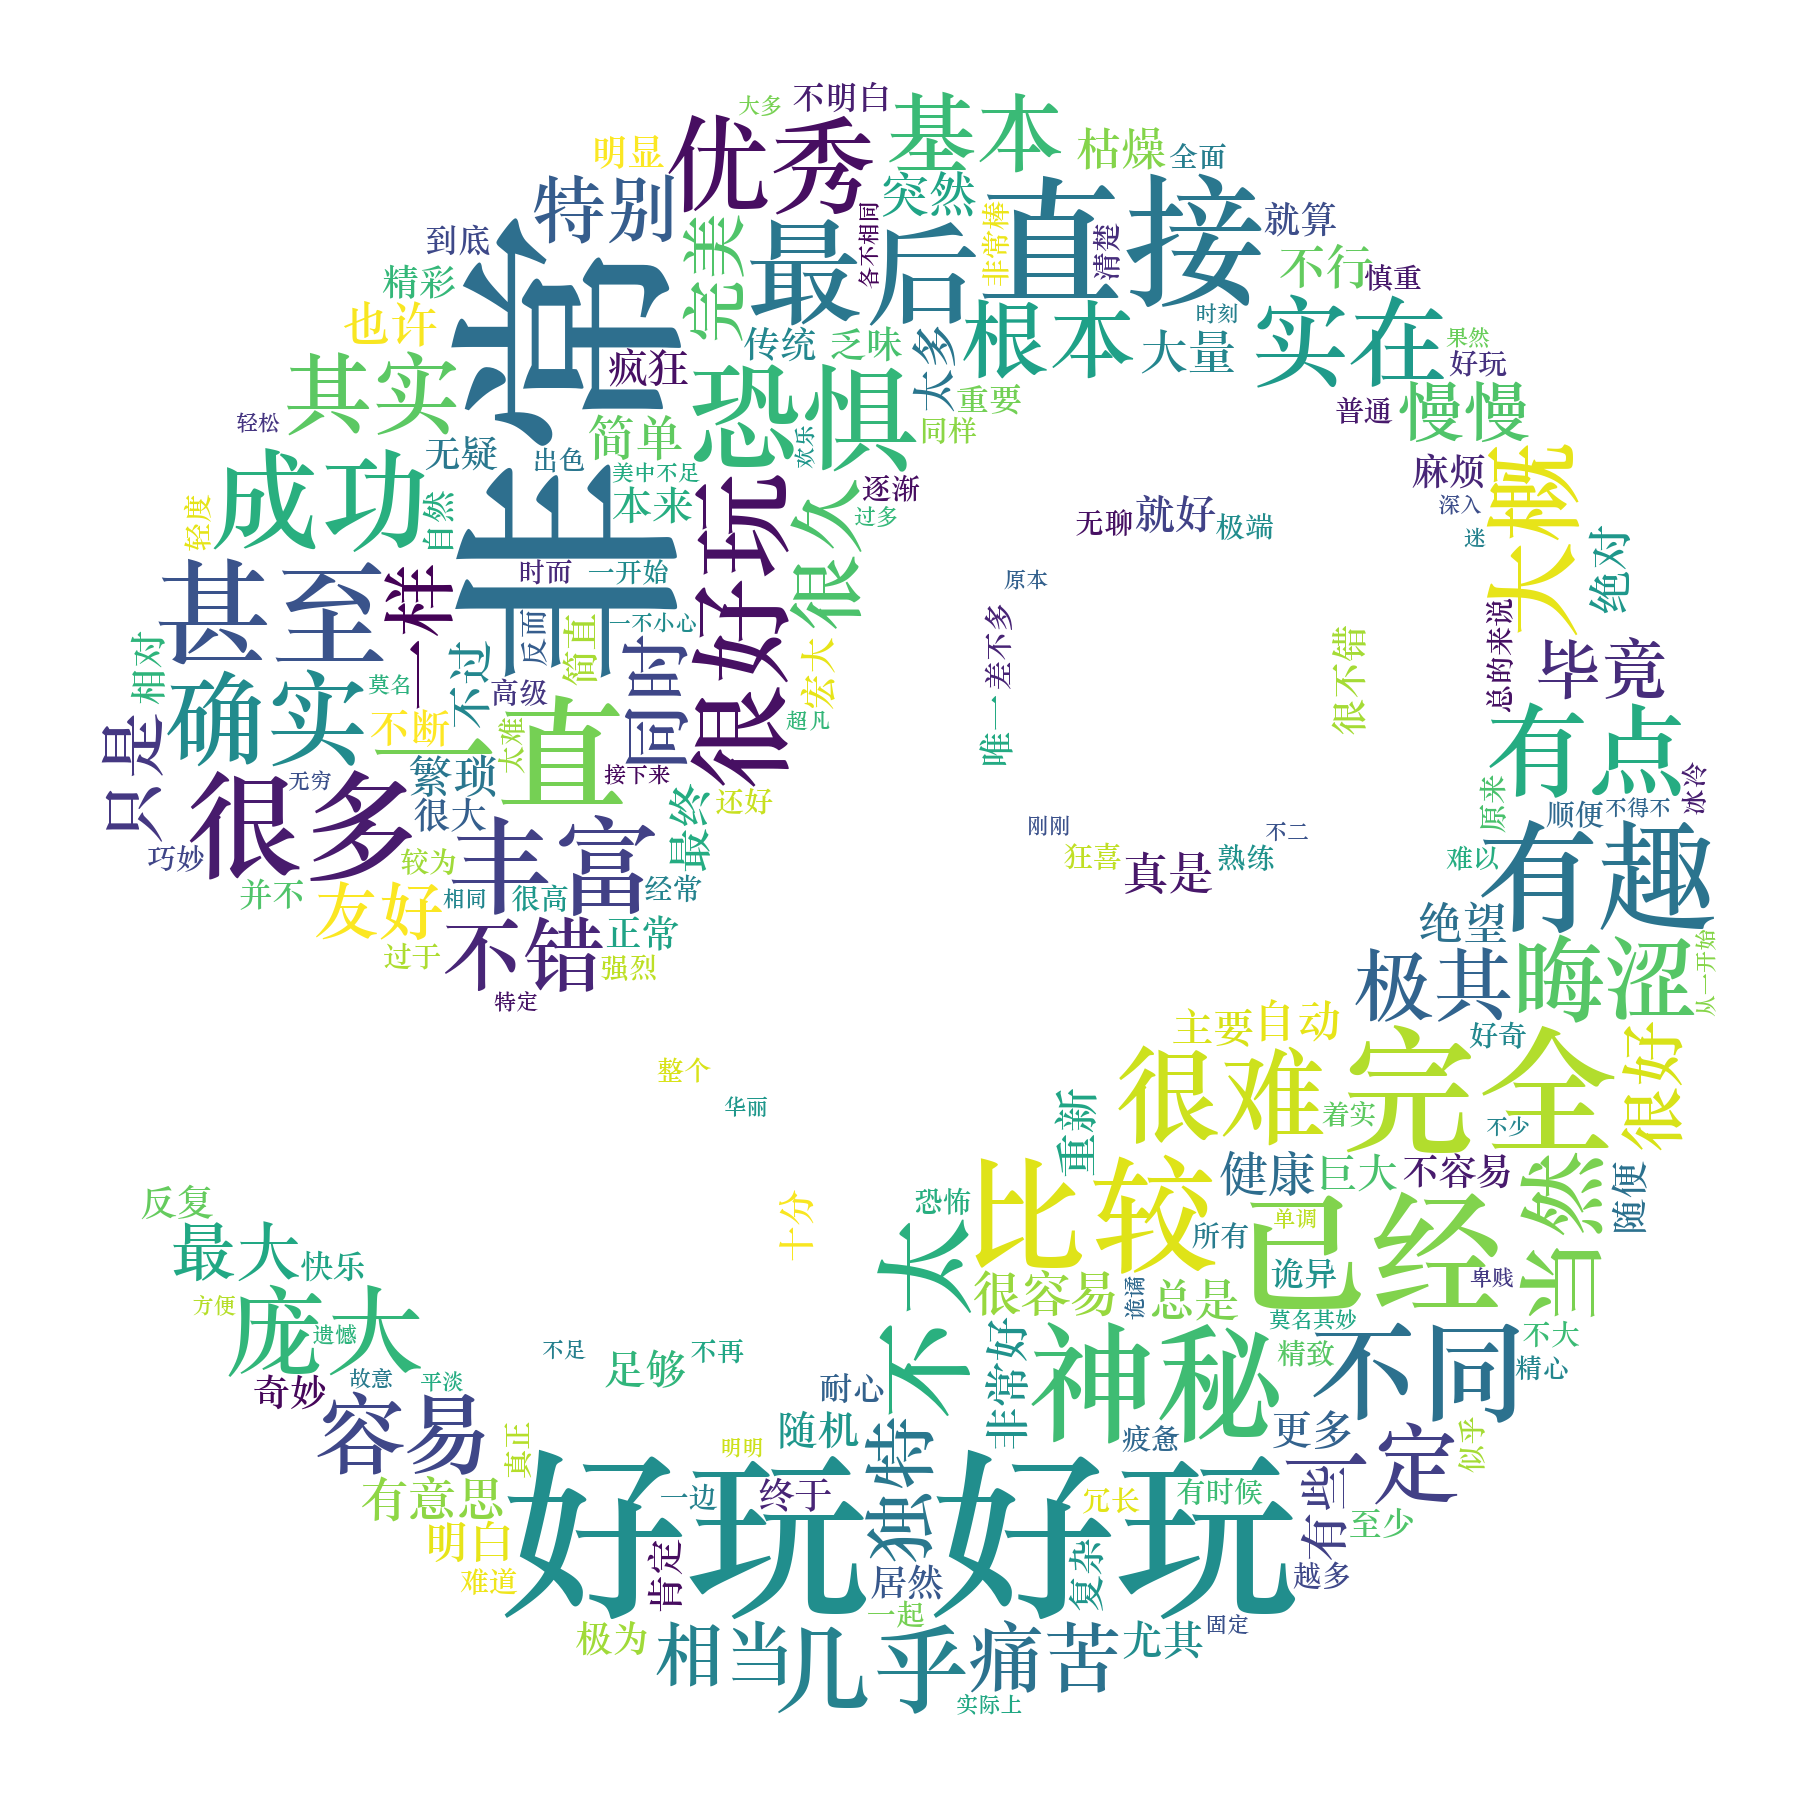 大多
不明白
基本
优秀
明显
枯燥
全面
特别
突然
直接
到底
非常
完美
最后
各不相同
非常棒
清楚
就算
不行
慎重
精彩
也许
其实
疯狂
传统
乏味
太多
根本
大量
时刻
实在
果然
好玩
慢慢
普通
重要
同样
恐惧
简单
欢乐
轻松
无疑
出色
美中不足
成功
轻度
自然
本来
很好玩
很久
逐渐
过多
麻烦
深入
迷
大概
绝对
无聊
就好
极端
原本
甚至
一样
时而
一开始
反而
简直
一不小心
同时
宏大
超凡
相对
莫名
不过
高级
确实
不断
一直
太难
接下来
只是
很多
无穷
繁琐
很大
还好
最终
丰富
巧妙
较为
并不
友好
相同
很高
经常
不错
正常
过于
强烈
特定
差不多
唯一
很不错
总的来说
毕竟
有点
原来
顺便
不得不
冰冷
难以
有趣
刚刚
狂喜
真是
熟练
不二
绝望
极其
晦涩
从一开始
好奇
主要
自动
很难
完全
很好
着实
不少
重新
整个
华丽
十分
恐怖
比较
健康
巨大
不容易
已经
当然
随便
所有
单调
诡异
卑贱
不太
很容易
诡谲
总是
莫名其妙
反复
最大
快乐
方便
庞大
遗憾
奇妙
故意
平淡
容易
不足
足够
不再
耐心
非常好
神秘
精致
不同
不大
精心
随机
独特
疲惫
更多
一定
似乎
有些
至少
真正
有意思
明白
难道
好玩好玩
明明
一边
终于
冗长
有时候
肯定
居然
复杂
越多
一起
极为
相当
几乎
痛苦
尤其
固定
实际上